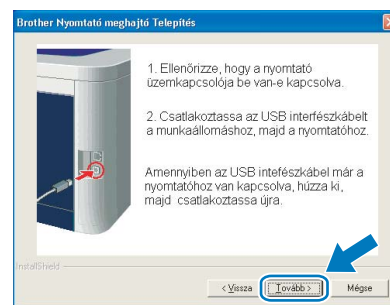 Brother Nyomtató meghajtó Telepítés
1. Ellenőrizze, hogy a nyomtató
üzemkapcsolója be van-e kapcsolva.
2. Csatlakoztassa az USB interfészkábelt
a munkaállomáshoz, majd a nyomtatóhoz.
Amennyiben az USB intefészkábel már a
nyomtatóhoz van kapcsolva, húzza ki,
majd csatlakoztassa újra.
InstallShield
< Vissza Tovább > Mégse